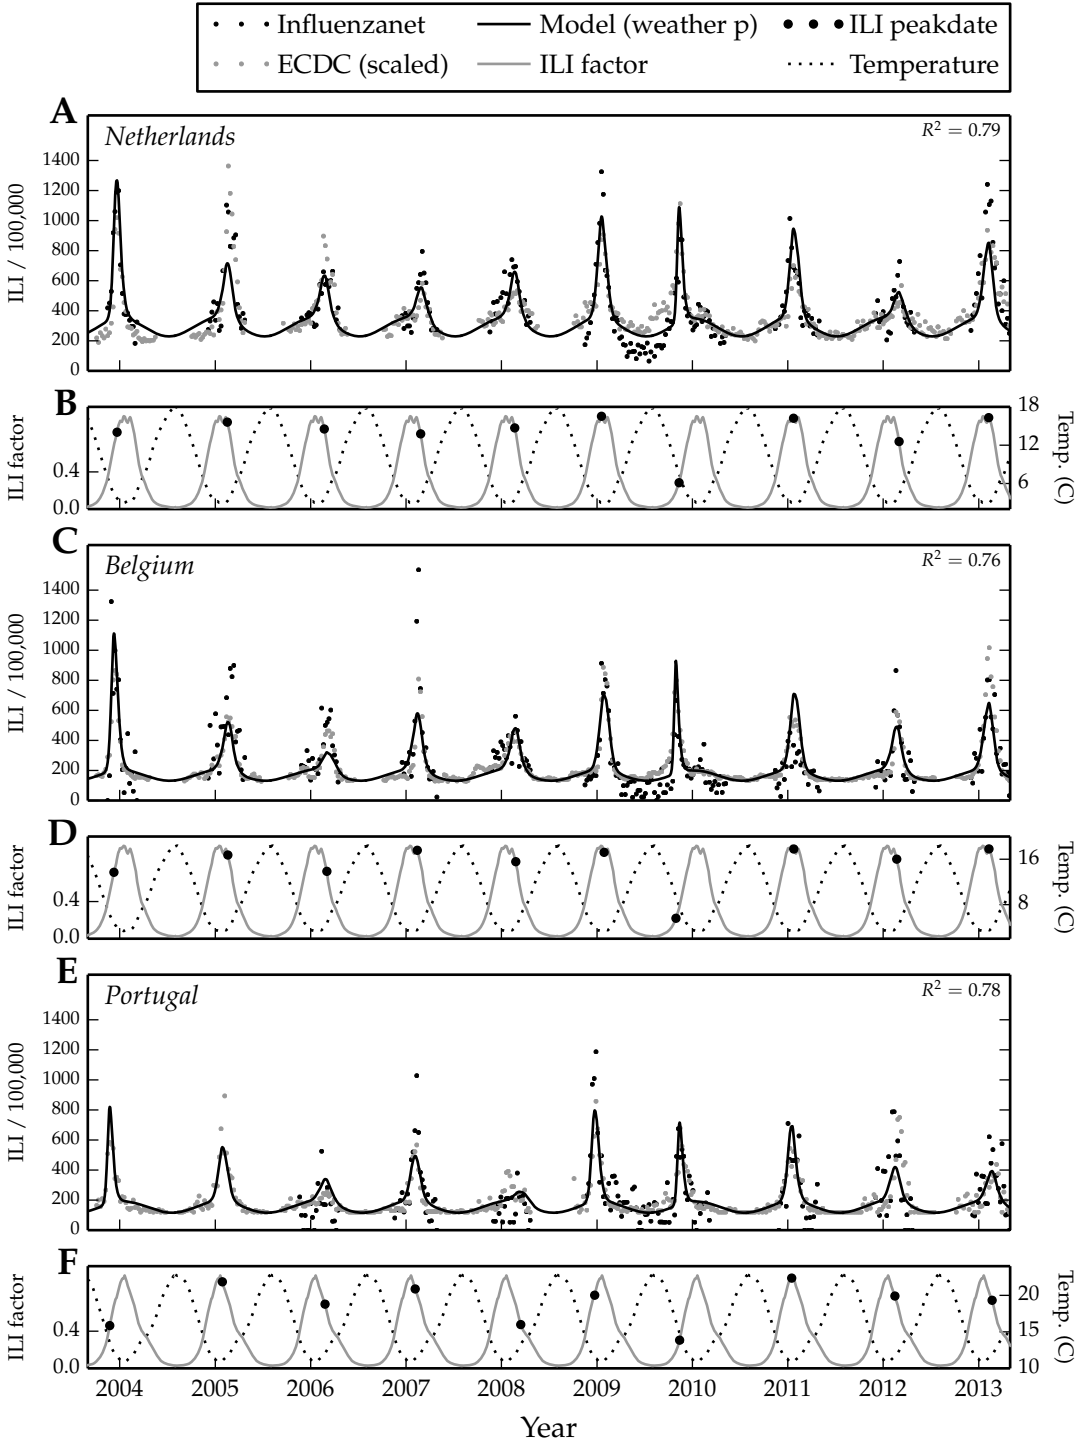 Influenzanet Model (weather p) ILI peakdate
ECDC (scaled) ILI factor Temperature
A
Netherlands
R² = 0.79
ILI / 100,000
1400
1200
1000
800
600
400
200
0
B
ILI factor
0.4
0.0
18
12
6
Temp. (C)
C
Belgium
R² = 0.76
ILI / 100,000
1400
1200
1000
800
600
400
200
0
D
ILI factor
0.4
0.0
16
8
Temp. (C)
E
Portugal
R² = 0.78
ILI / 100,000
1400
1200
1000
800
600
400
200
0
F
ILI factor
0.4
0.0
20
15
10
Temp. (C)
2004 2005 2006 2007 2008 2009 2010 2011 2012 2013
Year